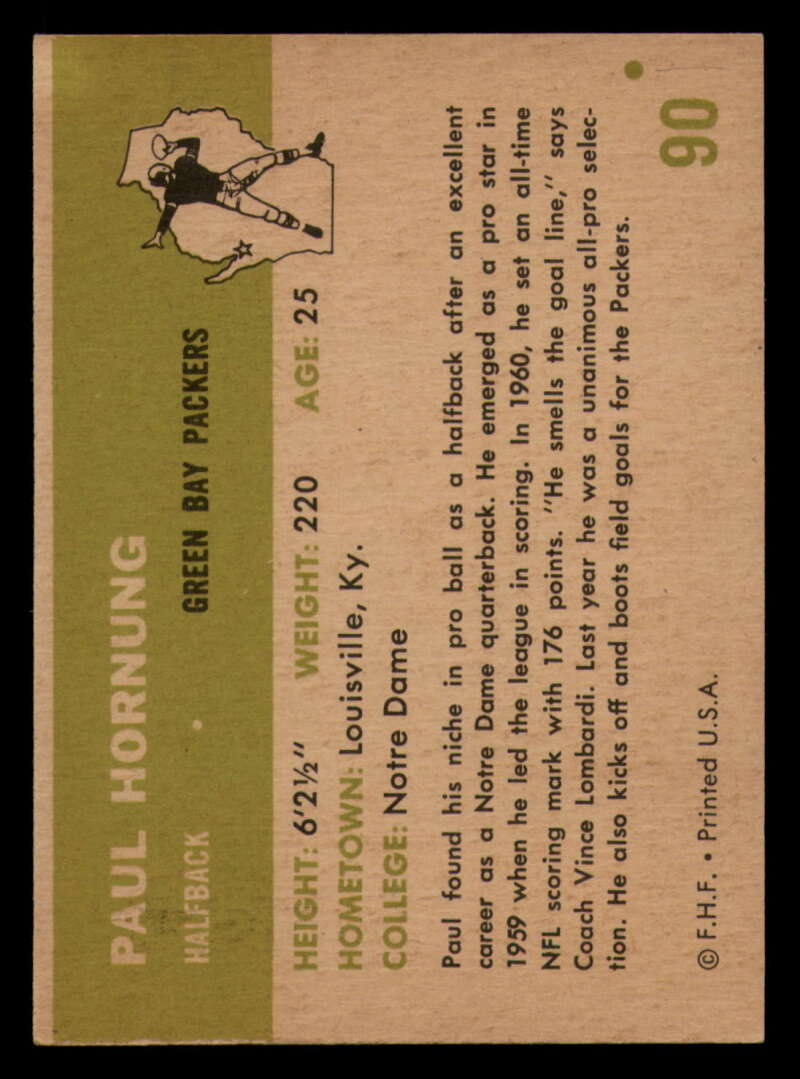 PAUL HORNUNG
HALFBACK • GREEN BAY PACKERS
HEIGHT: 6'2½" WEIGHT: 220 AGE: 25
HOMETOWN: Louisville, Ky.
COLLEGE: Notre Dame
Paul found his niche in pro ball as a halfback after an excellent
career as a Notre Dame quarterback. He emerged as a pro star in
1959 when he led the league in scoring. In 1960, he set an all-time
NFL scoring mark with 176 points. "He smells the goal line," says
Coach Vince Lombardi. Last year he was a unanimous all-pro selec-
tion. He also kicks off and boots field goals for the Packers.
© F.H.F. • Printed U.S.A.
90